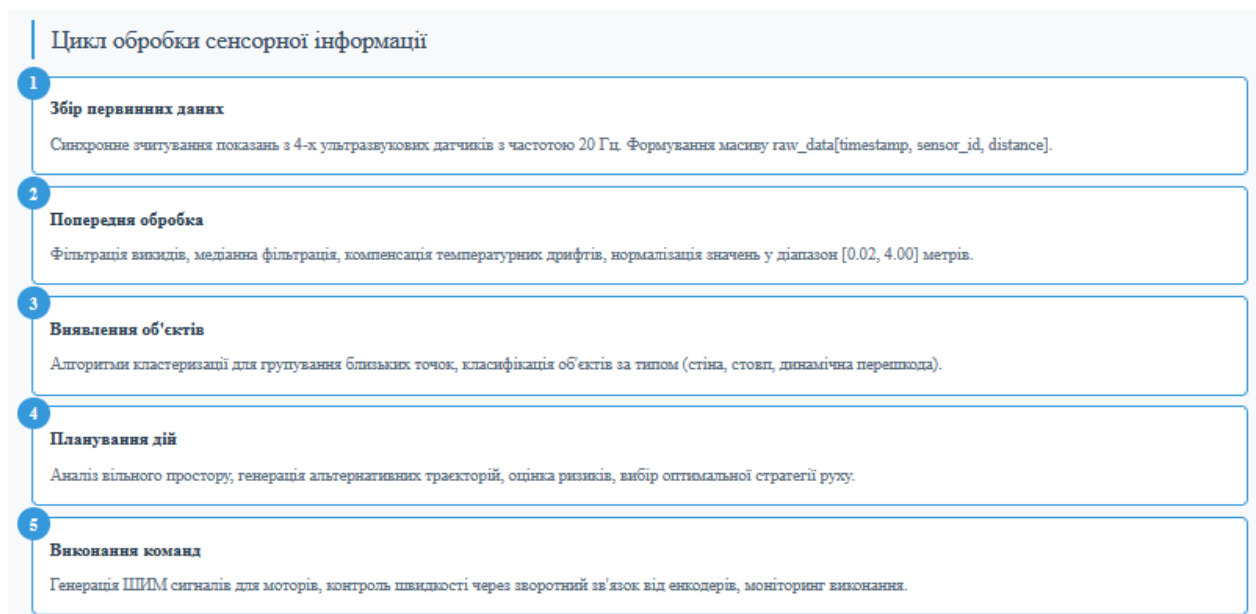 Цикл обробки сенсорної інформації
1
Збір первинних даних
Синхронне зчитування показань з 4-х ультразвукових датчиків з частотою 20 Гц. Формування масиву raw_data[timestamp, sensor_id, distance].
2
Попередня обробка
Фільтрація викидів, медіанна фільтрація, компенсація температурних дрифтів, нормалізація значень у діапазон [0.02, 4.00] метрів.
3
Виявлення об'єктів
Алгоритми кластеризації для групування близьких точок, класифікація об'єктів за типом (стіна, стовп, динамічна перешкода).
4
Планування дій
Аналіз вільного простору, генерація альтернативних траєкторій, оцінка ризиків, вибір оптимальної стратегії руху.
5
Виконання команд
Генерація ШИМ сигналів для моторів, контроль швидкості через зворотний зв'язок від енкодерів, моніторинг виконання.